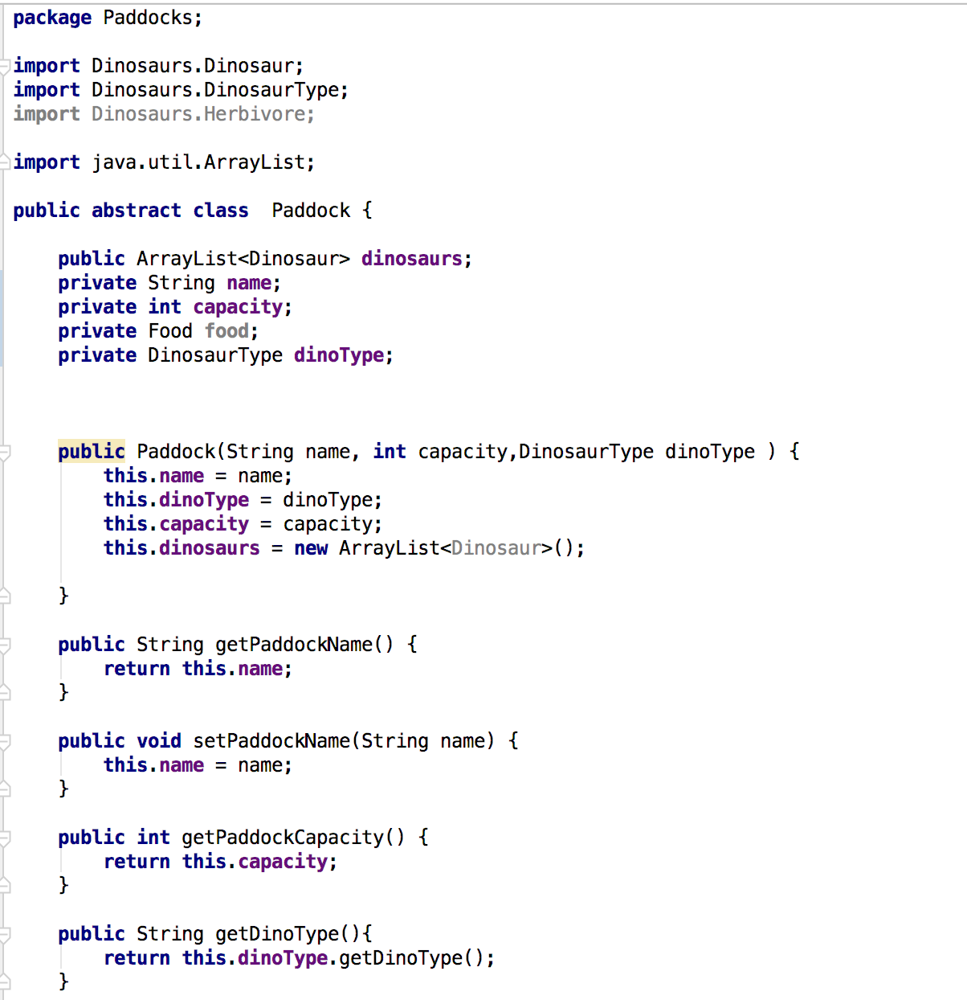 package Paddocks;
import Dinosaurs.Dinosaur;
import Dinosaurs.DinosaurType;
import Dinosaurs.Herbivore;
import java.util.ArrayList;
public abstract class  Paddock {
public ArrayList<Dinosaur> dinosaurs;
private String name;
private int capacity;
private Food food;
private DinosaurType dinoType;
public Paddock(String name, int capacity,DinosaurType dinoType ) {
this.name = name;
this.dinoType = dinoType;
this.capacity = capacity;
this.dinosaurs = new ArrayList<Dinosaur>();
}
public String getPaddockName() {
return this.name;
}
public void setPaddockName(String name) {
this.name = name;
}
public int getPaddockCapacity() {
return this.capacity;
}
public String getDinoType(){
return this.dinoType.getDinoType();
}